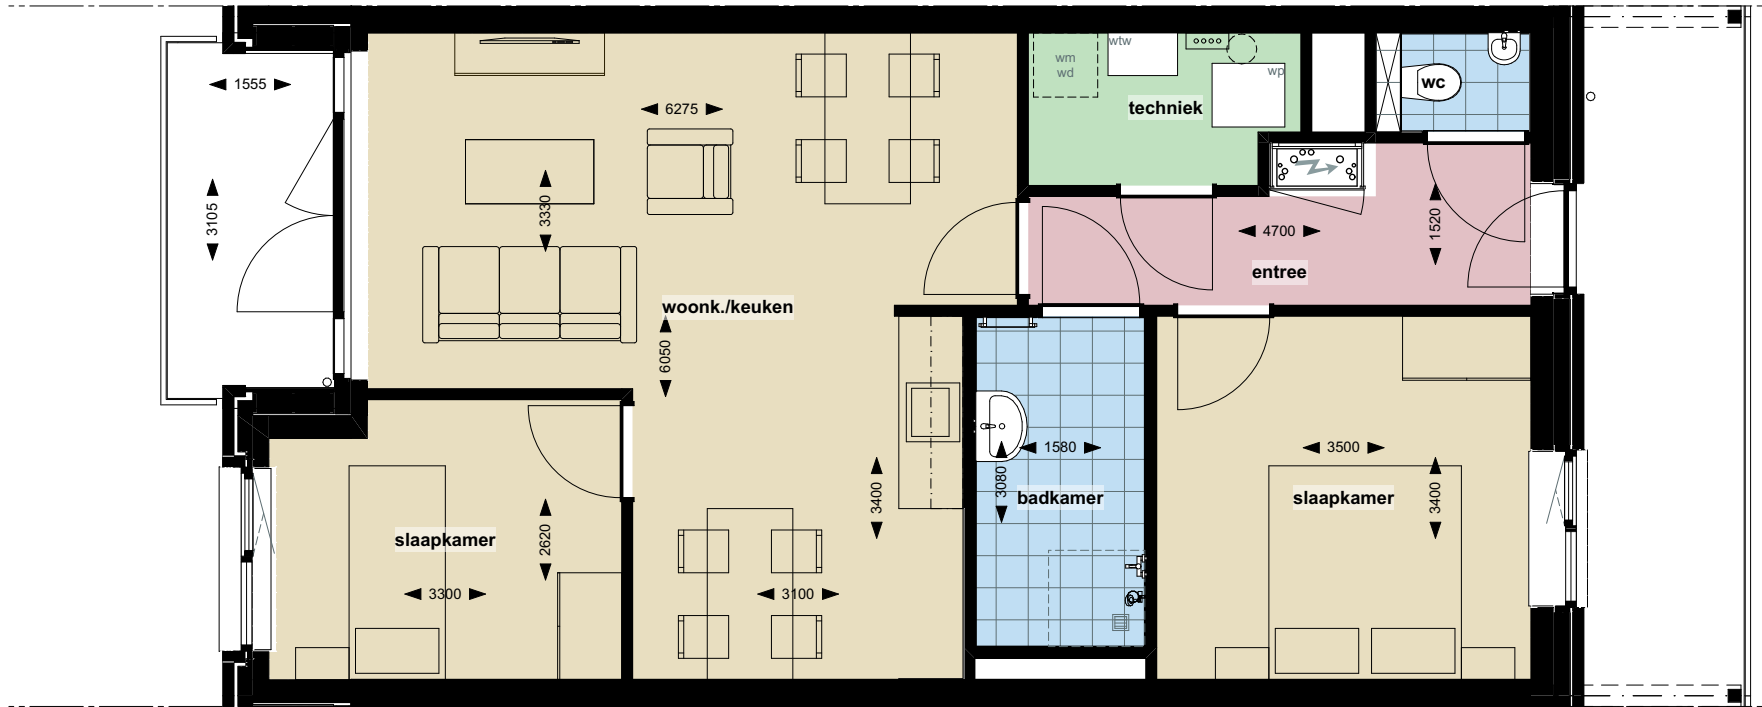 1555
3105
6275
3330
woonk./keuken
6050
wm
wd
wtw
wp
techniek
wc
4700
1520
entree
slaapkamer
2620
3300
3400
3100
1580
3080
badkamer
3500
3400
slaapkamer